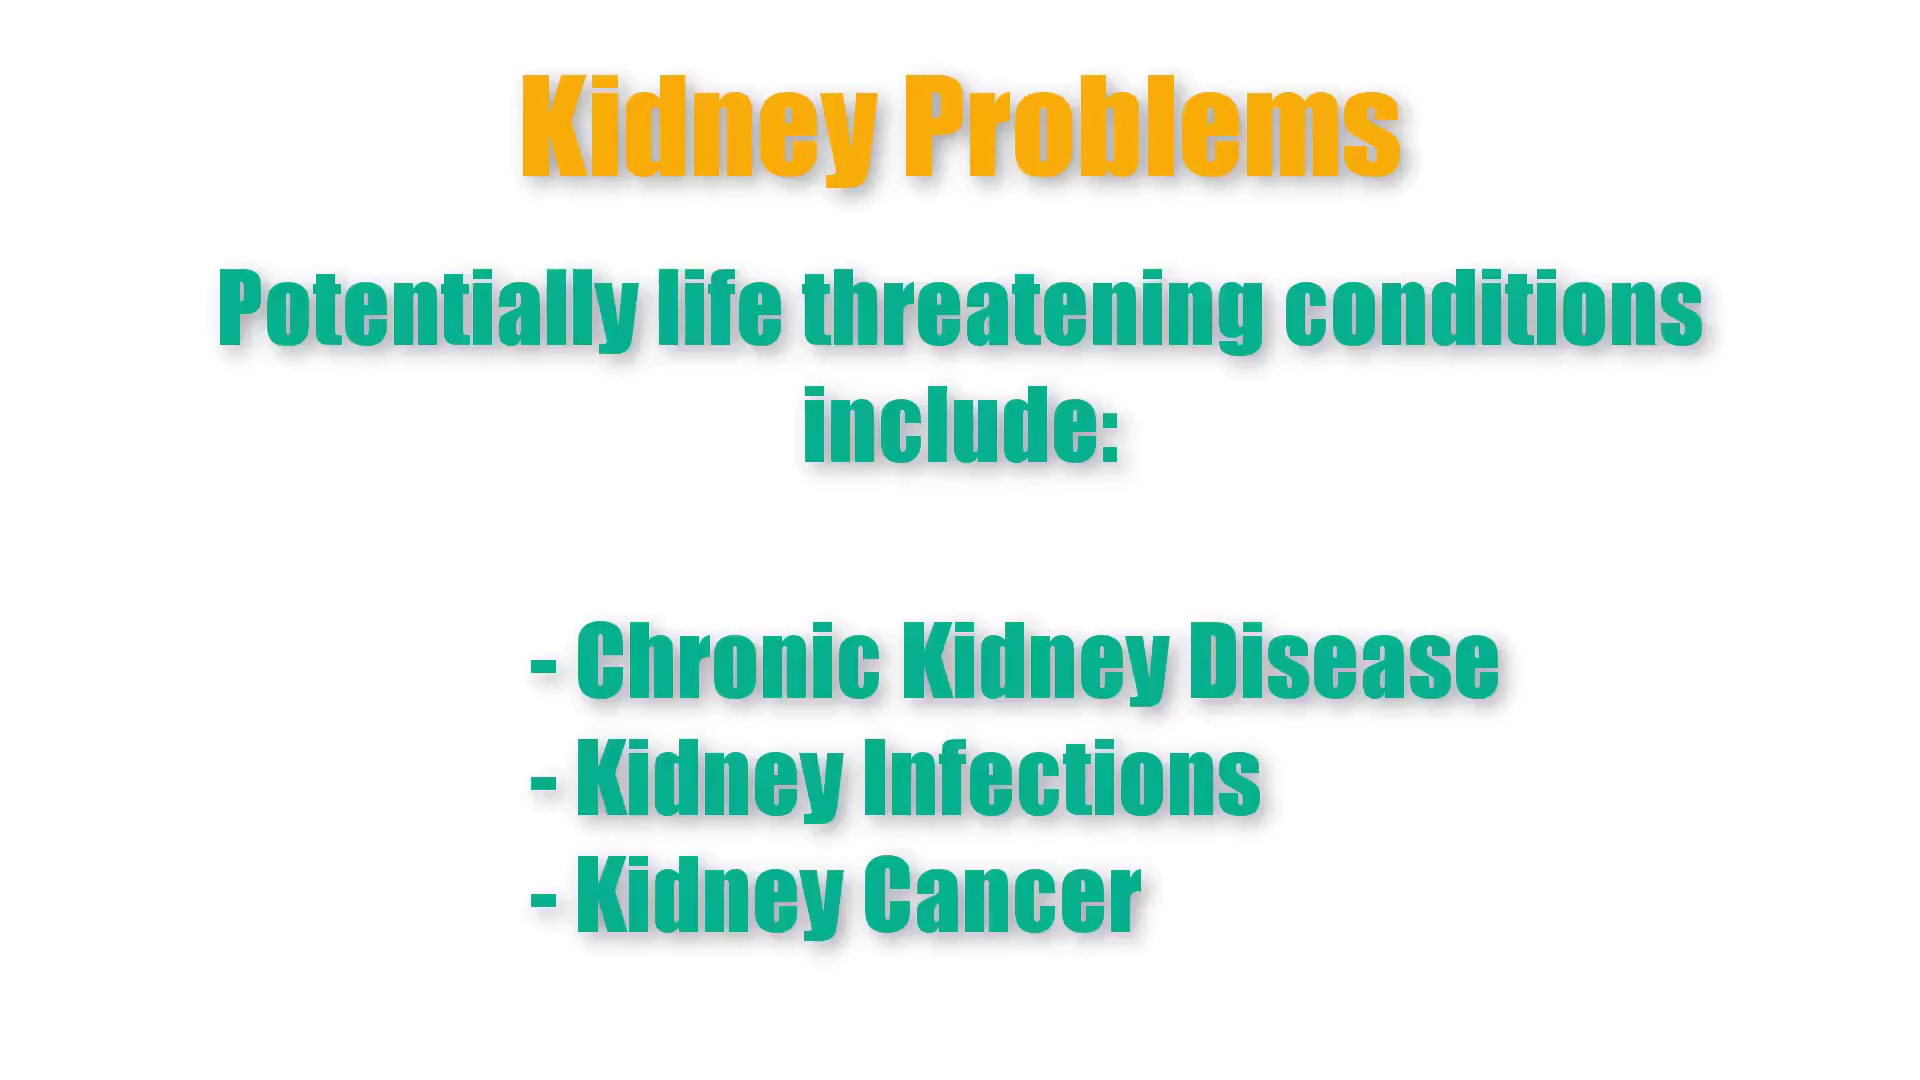 Kidney Problems
Potentially life threatening conditions
include:
- Chronic Kidney Disease
- Kidney Infections
- Kidney Cancer